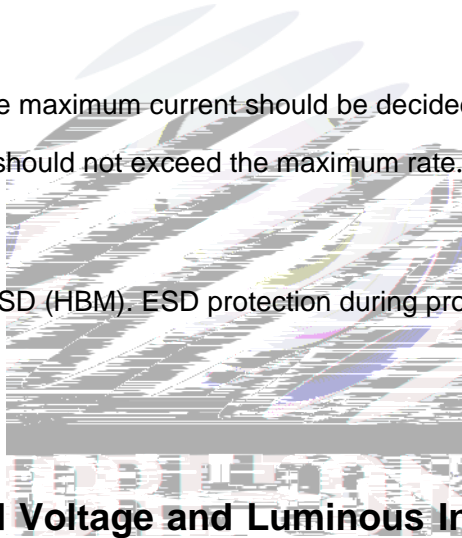 e maximum current should be decided
should not exceed the maximum rate.
SD (HBM). ESD protection during pro
Voltage and Luminous In